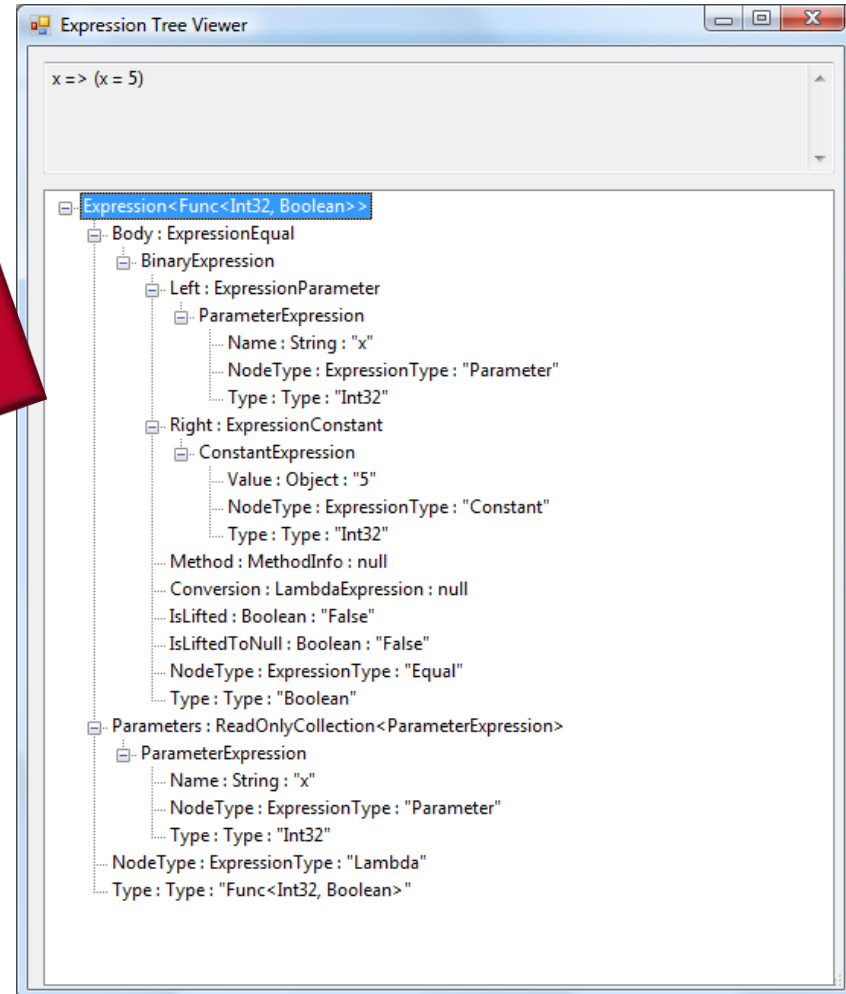 Expression Tree Viewer
x => (x = 5)
Expression<Func<Int32, Boolean>>
Body : ExpressionEqual
BinaryExpression
Left : ExpressionParameter
ParameterExpression
Name : String : "x"
NodeType : ExpressionType : "Parameter"
Type : Type : "Int32"
Right : ExpressionConstant
ConstantExpression
Value : Object : "5"
NodeType : ExpressionType : "Constant"
Type : Type : "Int32"
Method : MethodInfo : null
Conversion : LambdaExpression : null
IsLifted : Boolean : "False"
IsLiftedToNull : Boolean : "False"
NodeType : ExpressionType : "Equal"
Type : Type : "Boolean"
Parameters : ReadOnlyCollection<ParameterExpression>
ParameterExpression
Name : String : "x"
NodeType : ExpressionType : "Parameter"
Type : Type : "Int32"
NodeType : ExpressionType : "Lambda"
Type : Type : "Func<Int32, Boolean>"